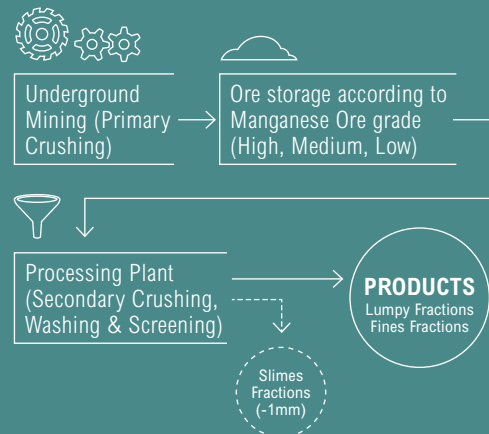 Underground
Mining (Primary
Crushing)
Ore storage according to
Manganese Ore grade
(High, Medium, Low)
Processing Plant
(Secondary Crushing,
Washing & Screening)
PRODUCTS
Lumpy Fractions
Fines Fractions
Slimes
Fractions
(-1mm)